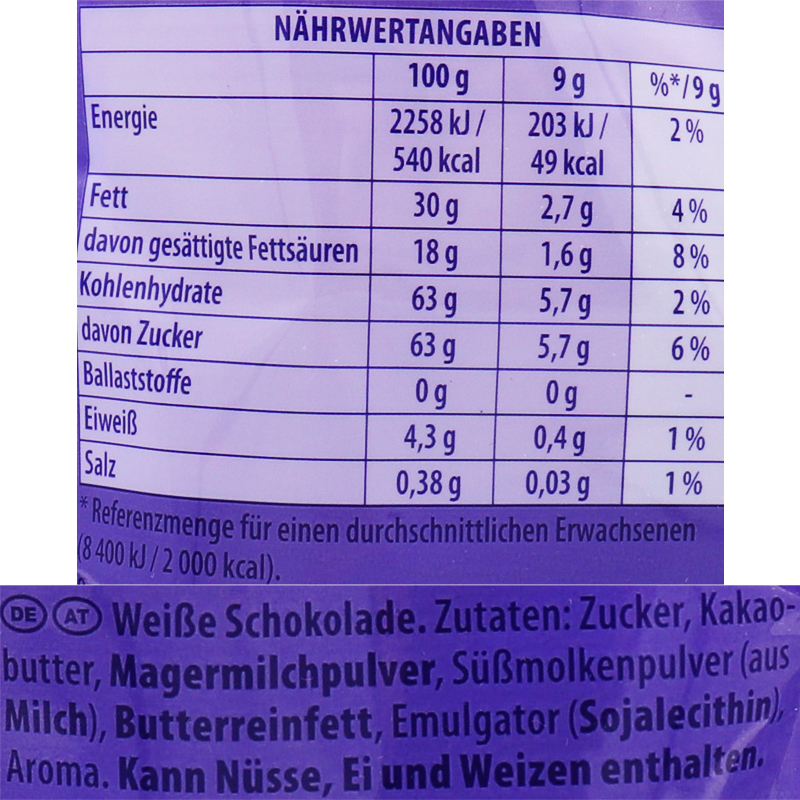 NÄHRWERTANGABEN
100 g 9 g %*/9 g
Energie 2258 kJ / 203 kJ / 2 %
540 kcal 49 kcal
Fett 30 g 2,7 g 4 %
davon gesättigte Fettsäuren 18 g 1,6 g 8 %
Kohlenhydrate 63 g 5,7 g 2 %
davon Zucker 63 g 5,7 g 6 %
Ballaststoffe 0 g 0 g -
Eiweiß 4,3 g 0,4 g 1 %
Salz 0,38 g 0,03 g 1 %
* Referenzmenge für einen durchschnittlichen Erwachsenen
(8 400 kJ / 2 000 kcal).
DE AT Weiße Schokolade. Zutaten: Zucker, Kakao-
butter, Magermilchpulver, Süßmolkenpulver (aus
Milch), Butterreinfett, Emulgator (Sojalecithin),
Aroma. Kann Nüsse, Ei und Weizen enthalten.